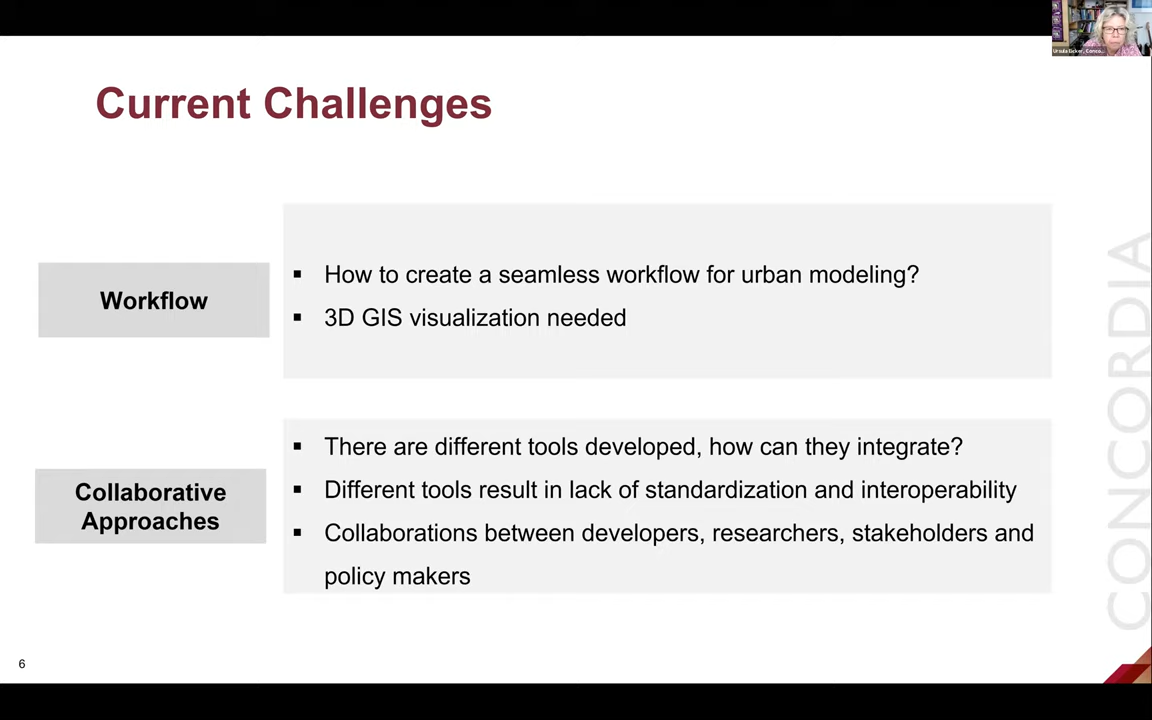 Current Challenges
Workflow
How to create a seamless workflow for urban modeling?
3D GIS visualization needed
Collaborative
Approaches
There are different tools developed, how can they integrate?
Different tools result in lack of standardization and interoperability
Collaborations between developers, researchers, stakeholders and
policy makers
CONCORDIA
6